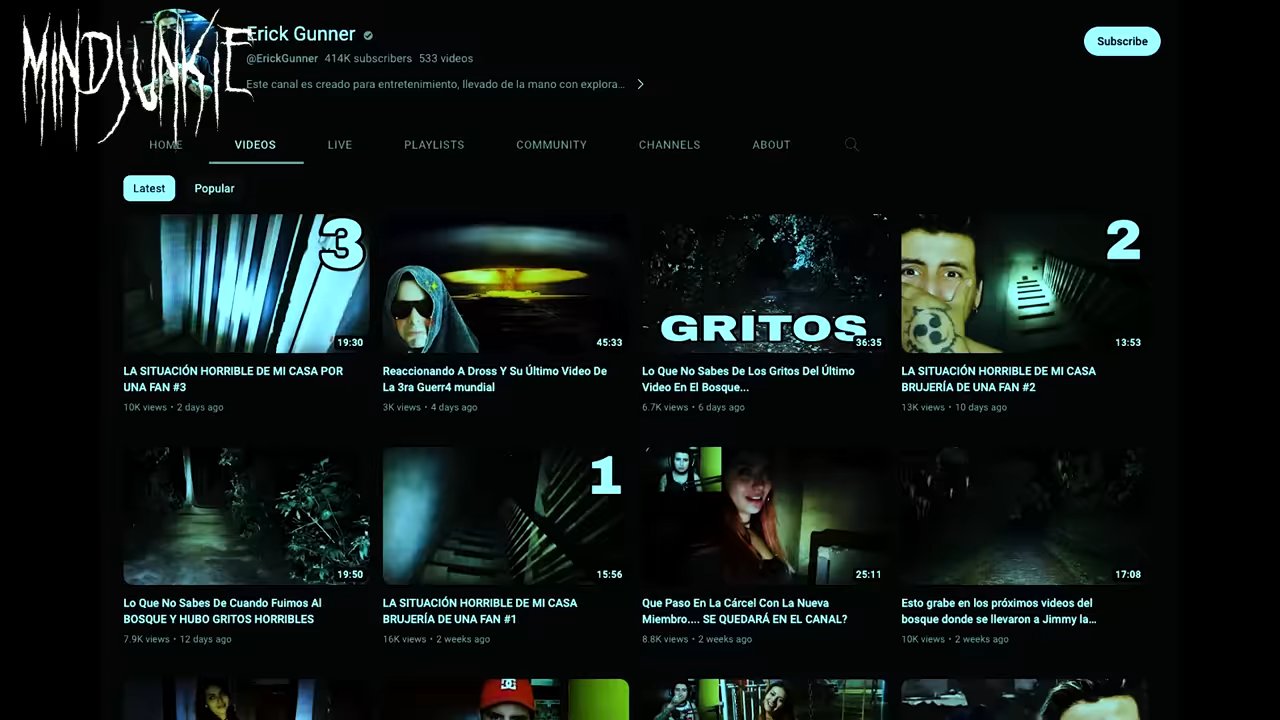 MINDJUNKIE
Erick Gunner
@ErickGunner 414K subscribers 533 videos
Este canal es creado para entretenimiento, llevado de la mano con explora...
Subscribe
HOME VIDEOS LIVE PLAYLISTS COMMUNITY CHANNELS ABOUT
Latest Popular
3
19:30
45:33
GRITOS
36:35
2
13:53
LA SITUACIÓN HORRIBLE DE MI CASA POR
UNA FAN #3
10K views • 2 days ago
Reaccionando A Dross Y Su Último Video De
La 3ra Guerr4 mundial
3K views • 4 days ago
Lo Que No Sabes De Los Gritos Del Último
Video En El Bosque...
6.7K views • 6 days ago
LA SITUACIÓN HORRIBLE DE MI CASA
BRUJERÍA DE UNA FAN #2
13K views • 10 days ago
19:50
1
15:56
25:11
17:08
Lo Que No Sabes De Cuando Fuimos Al
BOSQUE Y HUBO GRITOS HORRIBLES
7.9K views • 12 days ago
LA SITUACIÓN HORRIBLE DE MI CASA
BRUJERÍA DE UNA FAN #1
16K views • 2 weeks ago
Que Paso En La Cárcel Con La Nueva
Miembro.... SE QUEDARÁ EN EL CANAL?
8.8K views • 2 weeks ago
Esto grabe en los próximos videos del
bosque donde se llevaron a Jimmy la...
10K views • 2 weeks ago
DC